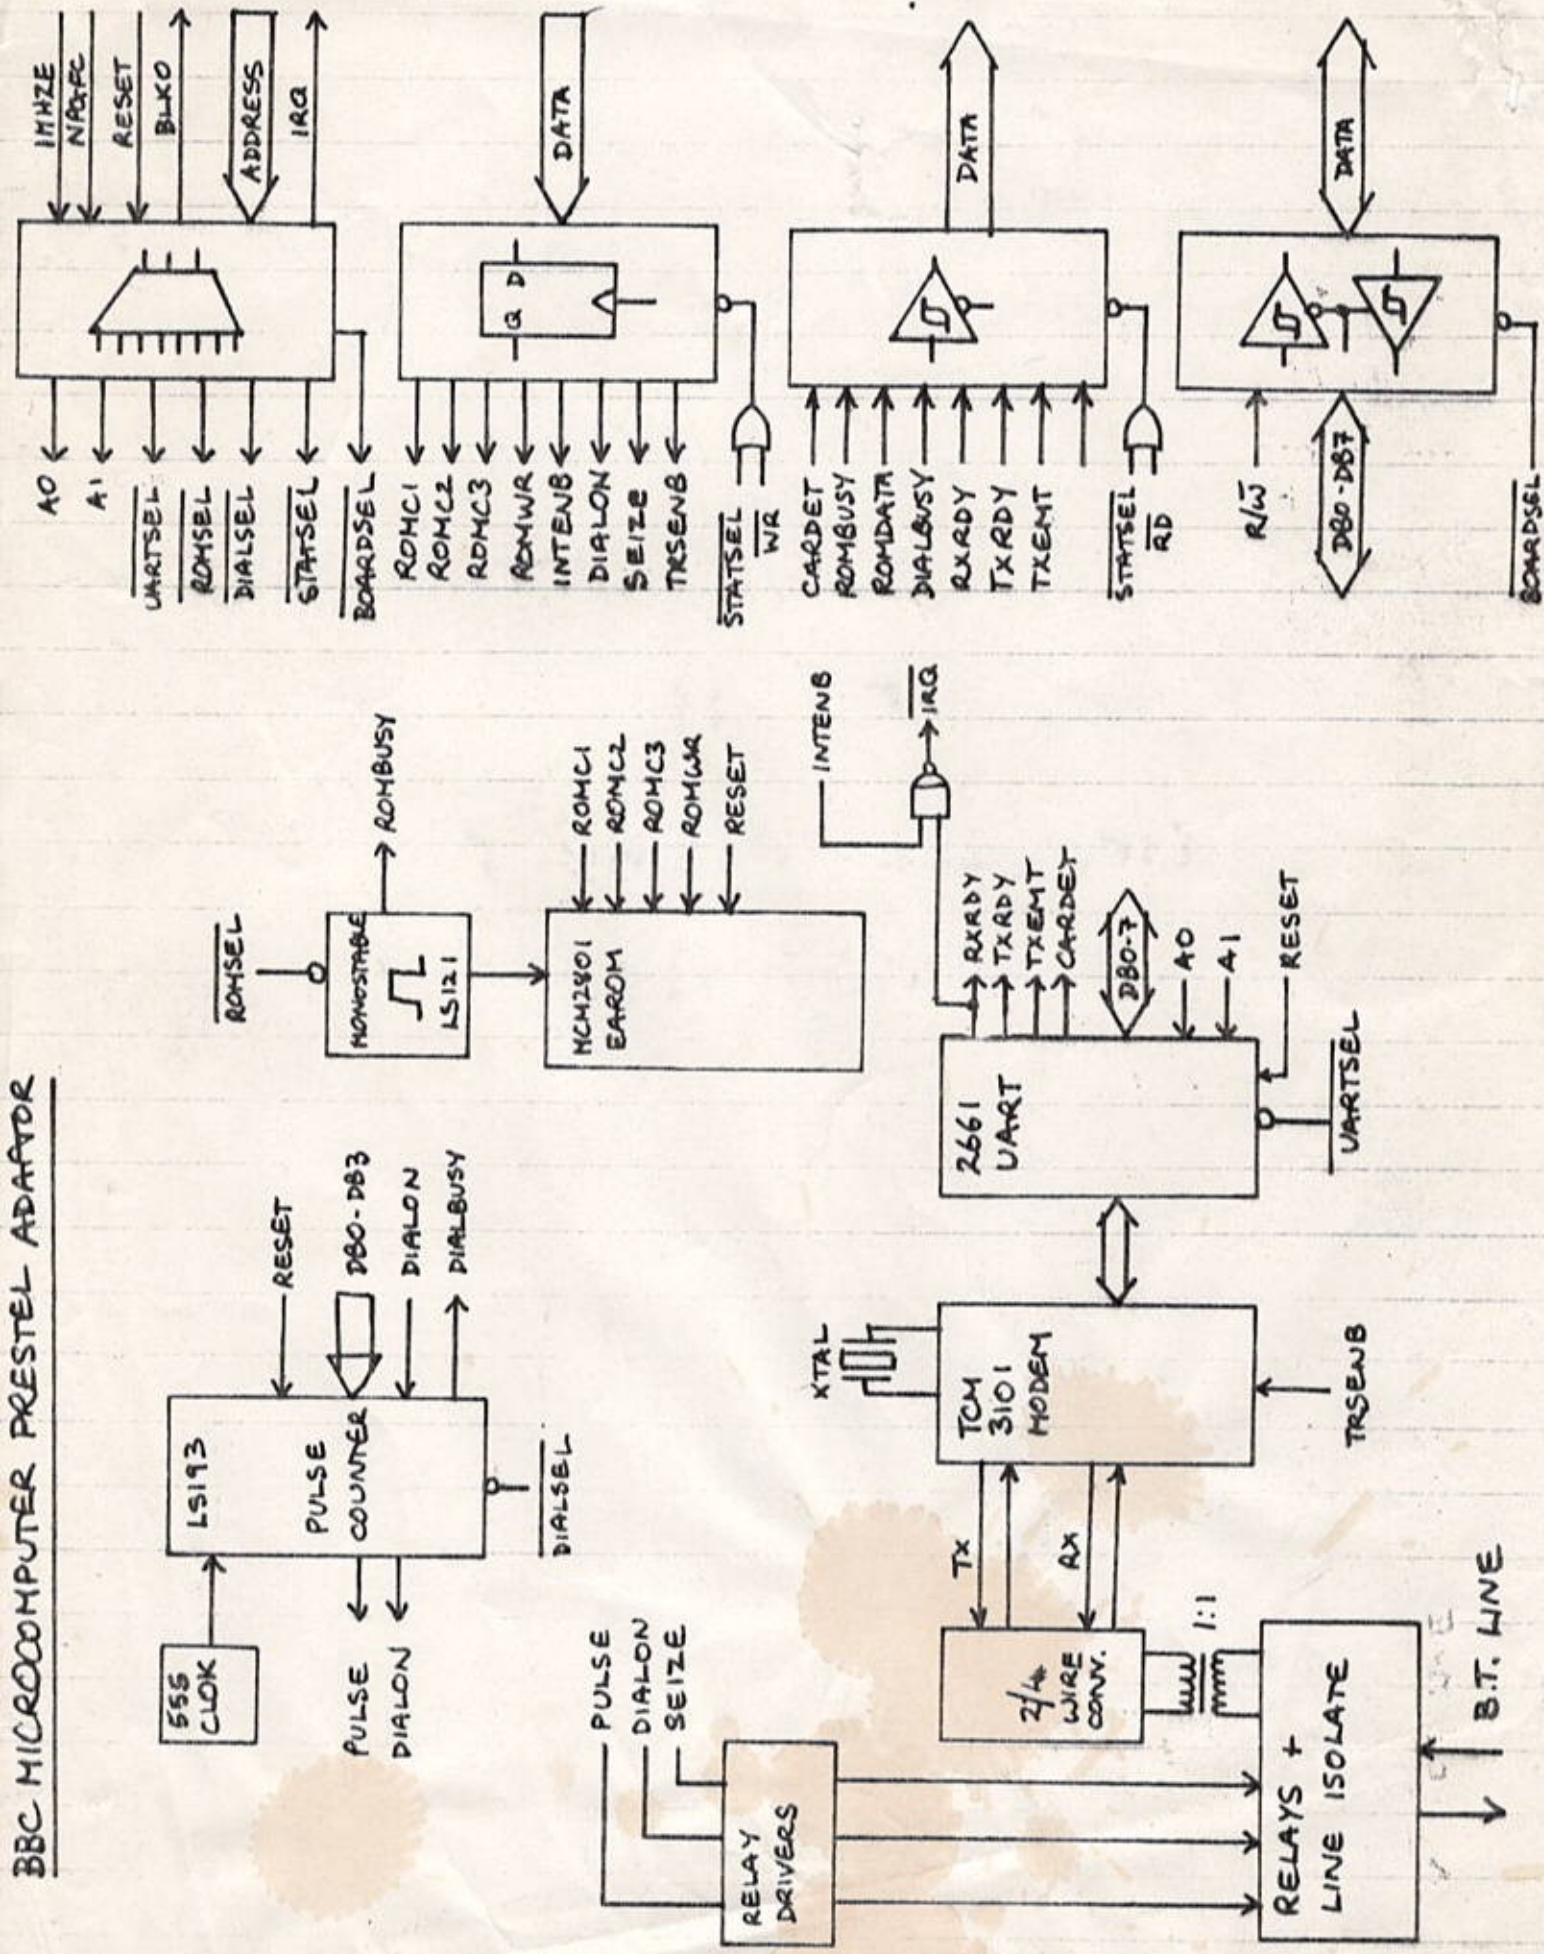 BBC MICROCOMPUTER PRESTEL ADAPTOR
555
CLOK
LS193
PULSE
COUNTER
RESET
DB0-DB3
DIALON
DIALBUSY
PULSE
DIALON
DIALSEL
ROMSEL
MONOSTABLE
LS121
ROMBUSY
MCM2801
EAROM
ROMC1
ROMC2
ROMC3
ROMWR
RESET
A0
A1
UARTSEL
ROMSEL
DIALSEL
STATSEL
BOARDSEL
1MHZE
NPGFC
RESET
BLK0
ADDRESS
IRQ
ROMC1
ROMC2
ROMC3
ROMWR
INTENB
DIALON
SEIZE
TRSENB
Q D
DATA
STATSEL
WR
PULSE
DIALON
SEIZE
RELAY
DRIVERS
2/4
WIRE
CONV.
TX
RX
1:1
RELAYS +
LINE ISOLATE
B.T. LINE
XTAL
TCM
3101
MODEM
TRSENB
2661
UART
RXRDY
TXRDY
TXEMT
CARDET
DB0-7
A0
A1
RESET
UARTSEL
INTENB
IRQ
CARDET
ROMBUSY
ROMDATA
DIALBUSY
RXRDY
TXRDY
TXEMT
DATA
STATSEL
RD
R/W
DB0-DB7
DATA
BOARDSEL